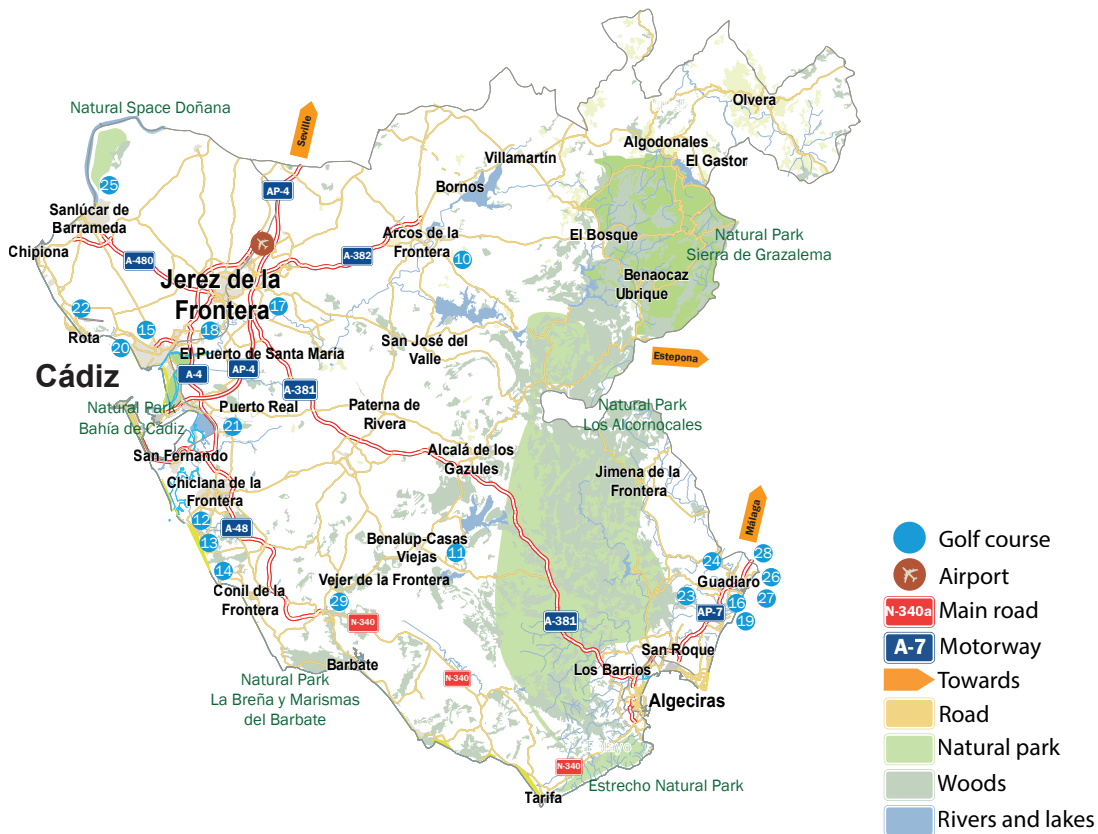 Natural Space Doñana
Seville
Olvera
Algodonales
El Gastor
Villamartín
AP-4
Bornos
25
Sanlúcar de
Barrameda
Chipiona
A-480
A-382
Arcos de la
Frontera
10
El Bosque
Natural Park
Sierra de Grazalema
Benaocaz
Ubrique
Jerez de la
Frontera
17
22
15
18
Rota
20
El Puerto de Santa María
San José del
Valle
Estepona
Cádiz
A-4
AP-4
A-381
Natural Park
Bahía de Cádiz
Puerto Real
21
Paterna de
Rivera
Natural Park
Los Alcornocales
San Fernando
Alcalá de los
Gazules
Jimena de la
Frontera
Chiclana de la
Frontera
12
A-48
13
Benalup-Casas
Viejas
11
Málaga
14
Conil de la
Frontera
Vejer de la Frontera
29
N-340
24
28
Guadiaro
26
23
16
27
AP-7
19
A-381
San Roque
Los Barrios
Barbate
Natural Park
La Breña y Marismas
del Barbate
N-340
Algeciras
N-340
Estrecho Natural Park
Tarifa
Golf course
Airport
N-340a
Main road
A-7
Motorway
Towards
Road
Natural park
Woods
Rivers and lakes